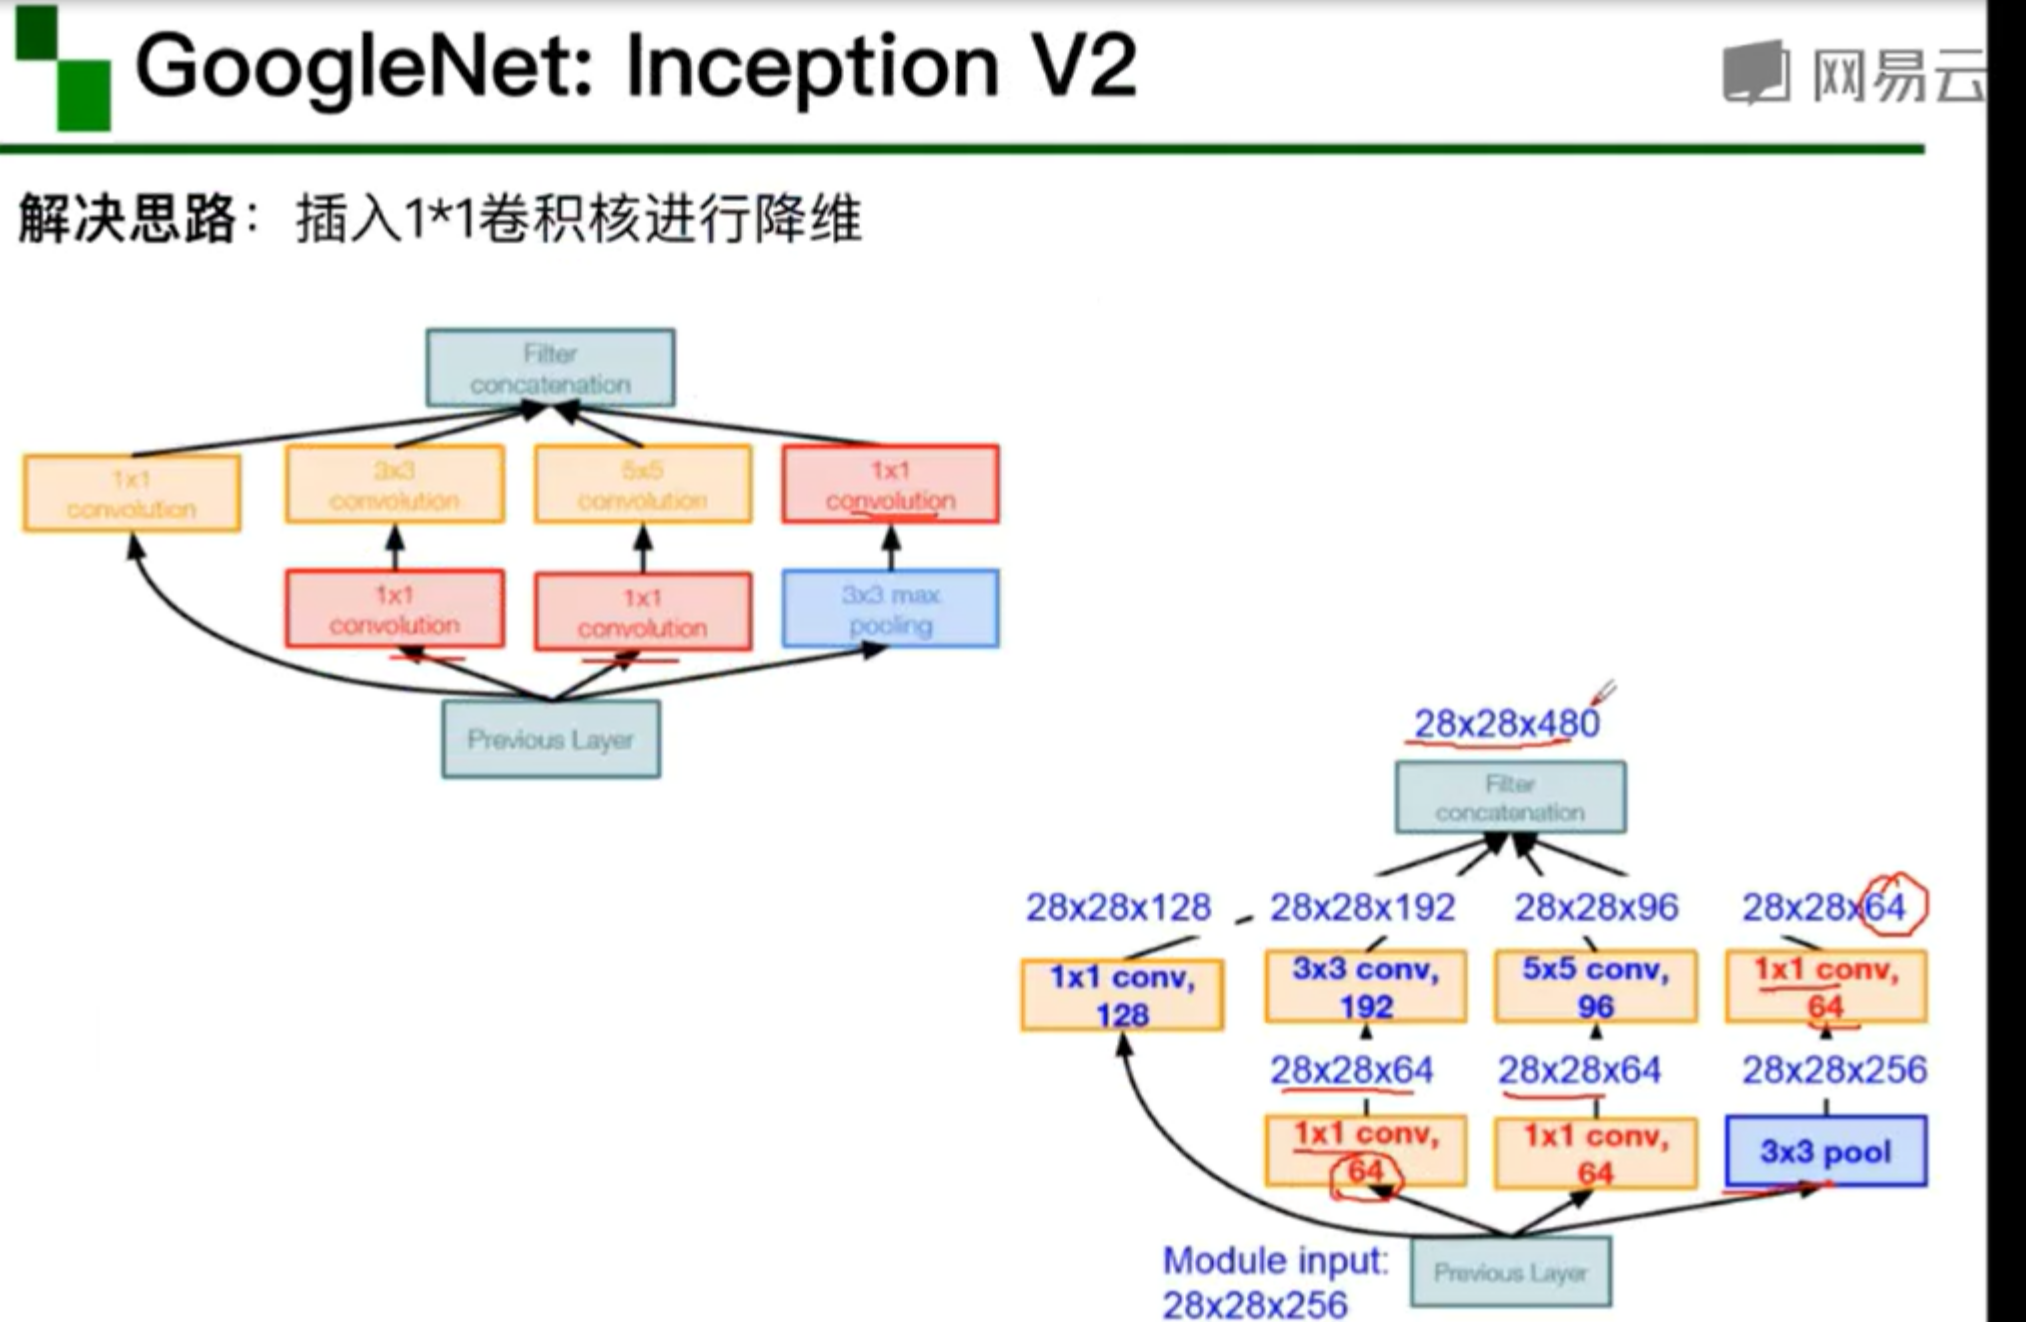 GoogleNet: Inception V2
网易云
解决思路：插入1*1卷积核进行降维
Filter
concatenation
1x1
convolution
3x3
convolution
5x5
convolution
1x1
convolution
1x1
convolution
1x1
convolution
3x3 max
pooling
Previous Layer
28x28x480
Filter
concatenation
28x28x128
28x28x192
28x28x96
28x28x64
1x1 conv,
128
3x3 conv,
192
5x5 conv,
96
1x1 conv,
64
28x28x64
28x28x64
28x28x256
1x1 conv,
64
1x1 conv,
64
3x3 pool
Module input:
28x28x256
Previous Layer